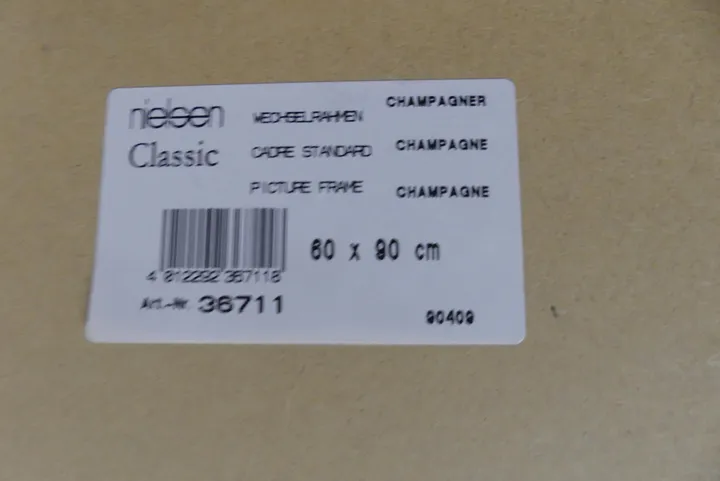 nielsen
Classic
WECHSELRAHMEN CHAMPAGNER
CADRE STANDARD CHAMPAGNE
PICTURE FRAME CHAMPAGNE
60 x 90 cm
4 012292 367118
Art.-Nr. 36711
90409